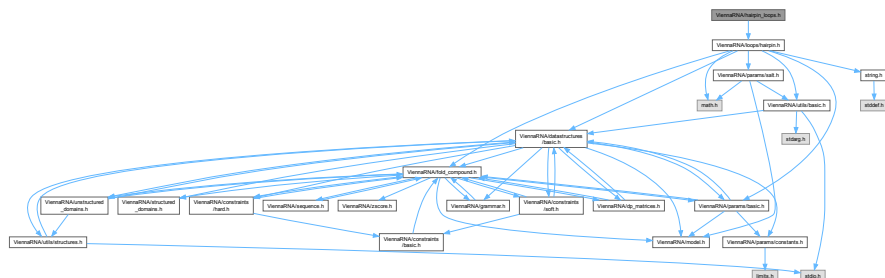 ViennaRNA/hairpin_loops.h
ViennaRNA/loops/hairpin.h
ViennaRNA/params/salt.h
string.h
math.h
ViennaRNA/utils/basic.h
stddef.h
ViennaRNA/datastructures
/basic.h
stdarg.h
ViennaRNA/fold_compound.h
ViennaRNA/unstructured
_domains.h
ViennaRNA/structured
_domains.h
ViennaRNA/constraints
/hard.h
ViennaRNA/sequence.h
ViennaRNA/zscore.h
ViennaRNA/grammar.h
ViennaRNA/constraints
/soft.h
ViennaRNA/dp_matrices.h
ViennaRNA/params/basic.h
ViennaRNA/utils/structures.h
ViennaRNA/constraints
/basic.h
ViennaRNA/model.h
ViennaRNA/params/constants.h
limits.h
stdio.h